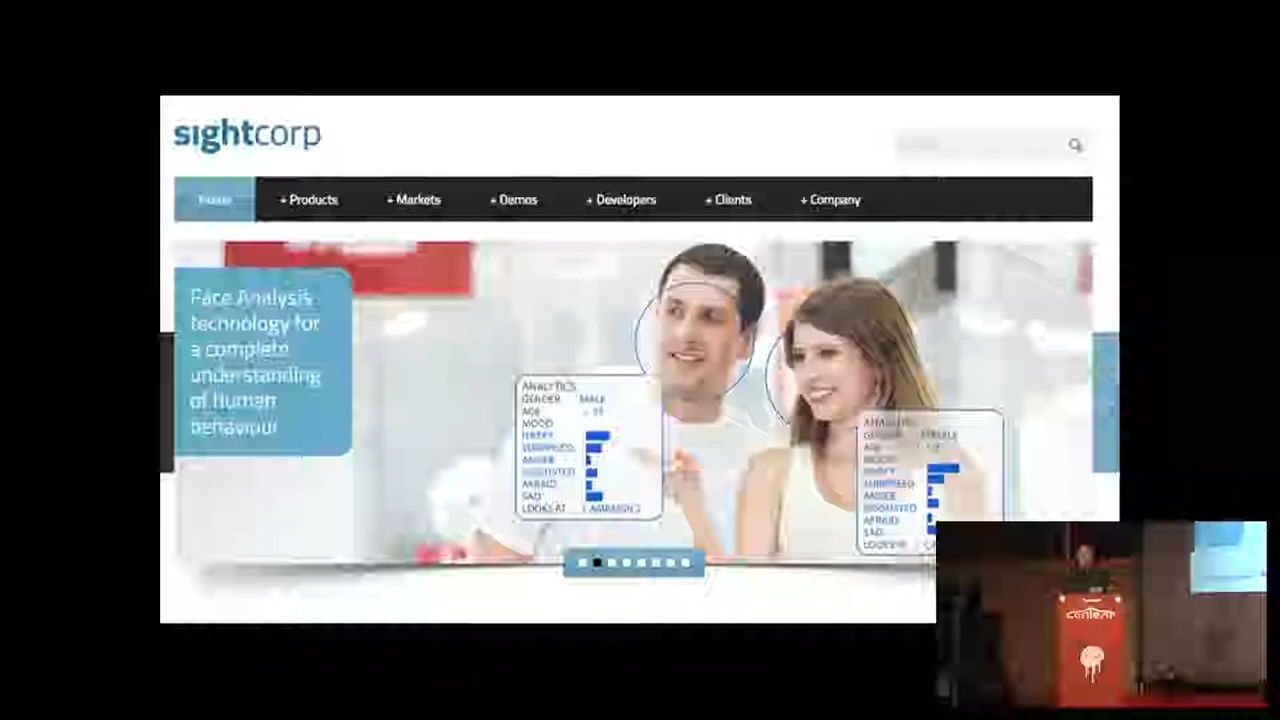 sightcorp
+ Products + Markets + Demos + Developers + Clients + Company
Face Analysis
technology for
a complete
understanding
of human
behaviour
ANALYTICS
GENDER MALE
AGE
MOOD
HAPPY
SURPRISED
ANGER
DISGUSTED
AFRAID
SAD
LOOKS AT
ANALYTICS
GENDER FEMALE
AGE
MOOD
HAPPY
SURPRISED
ANGER
DISGUSTED
AFRAID
SAD